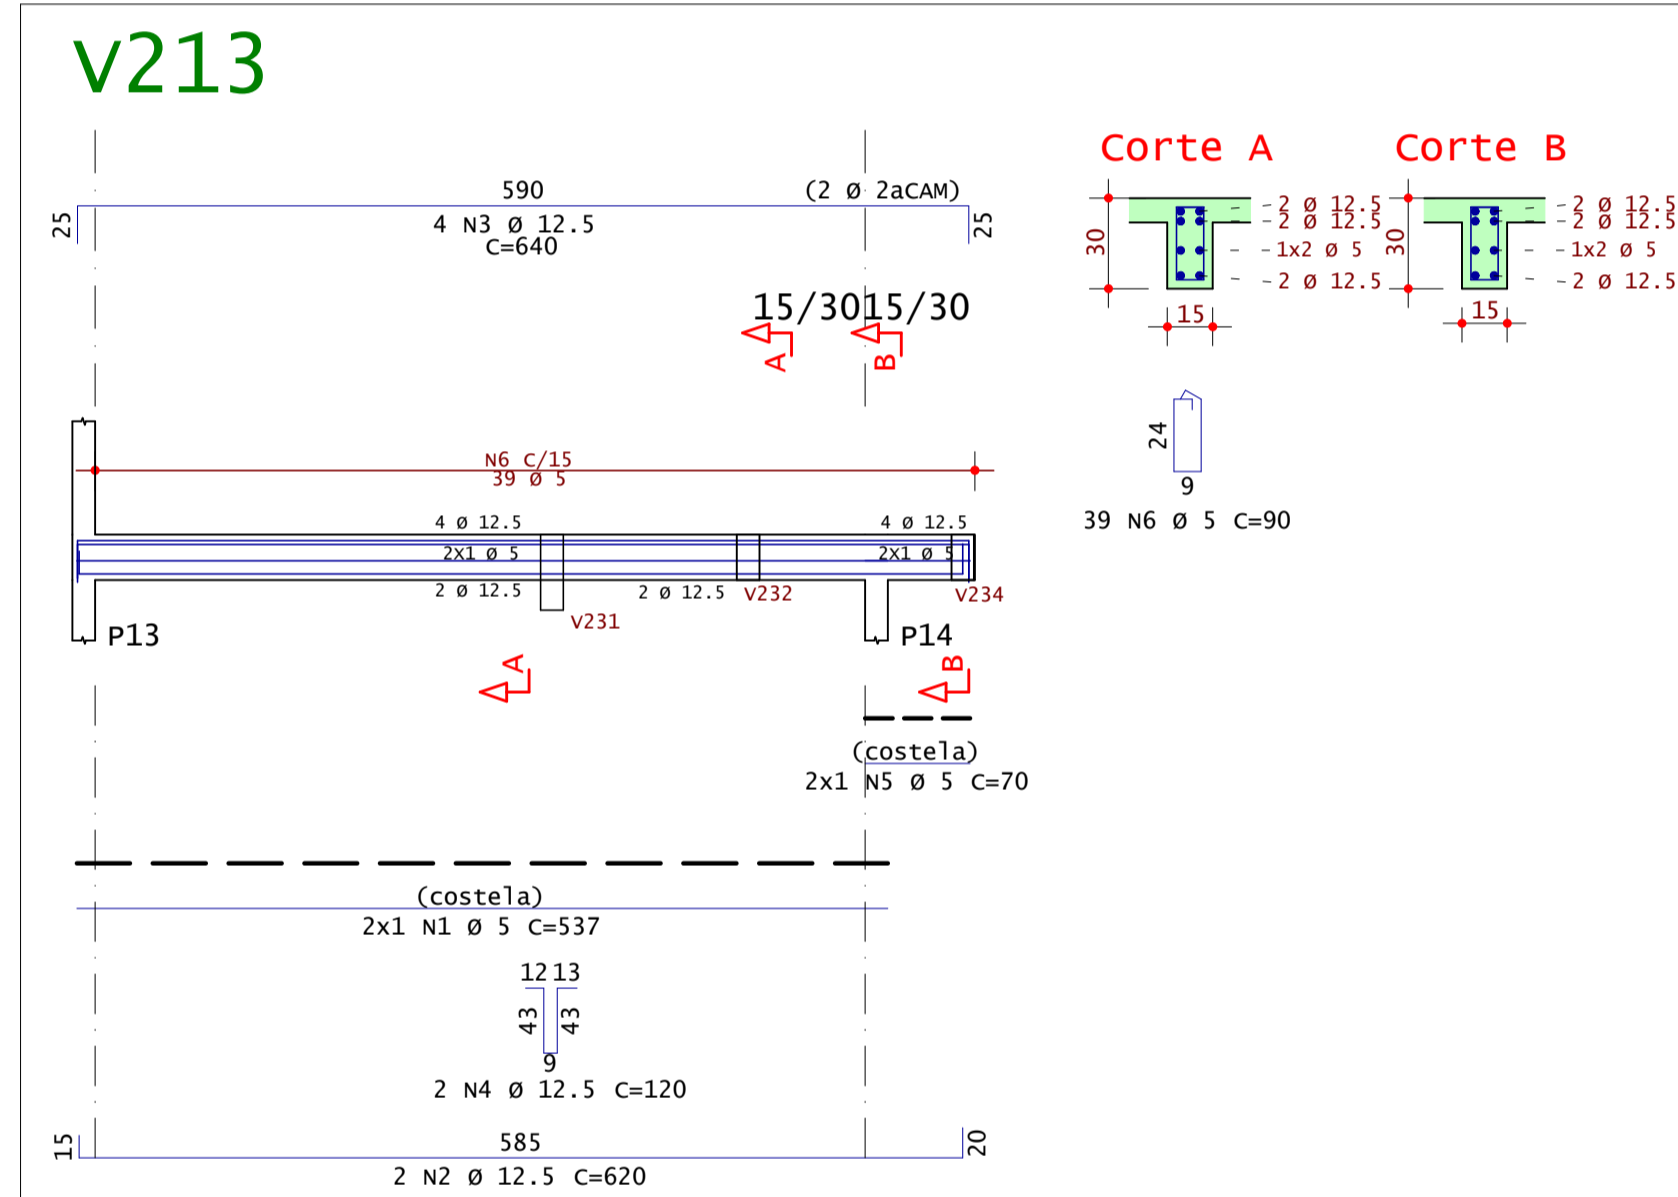 V213
590 (2 Ø 2aCAM)
25 25
4 N3 Ø 12.5
C=640
15/30 15/30
A B
N6 C/15
39 Ø 5
4 Ø 12.5 4 Ø 12.5
2x1 Ø 5 2x1 Ø 5
2 Ø 12.5 2 Ø 12.5 V232 V234
V231
P13 P14
A B
(costela)
2x1 N5 Ø 5 C=70
(costela)
2x1 N1 Ø 5 C=537
12 13
43 43
9
2 N4 Ø 12.5 C=120
15 585 20
2 N2 Ø 12.5 C=620
Corte A
2 Ø 12.5
2 Ø 12.5
30 1x2 Ø 5
2 Ø 12.5
15
Corte B
2 Ø 12.5
2 Ø 12.5
30 1x2 Ø 5
2 Ø 12.5
15
24
9
39 N6 Ø 5 C=90